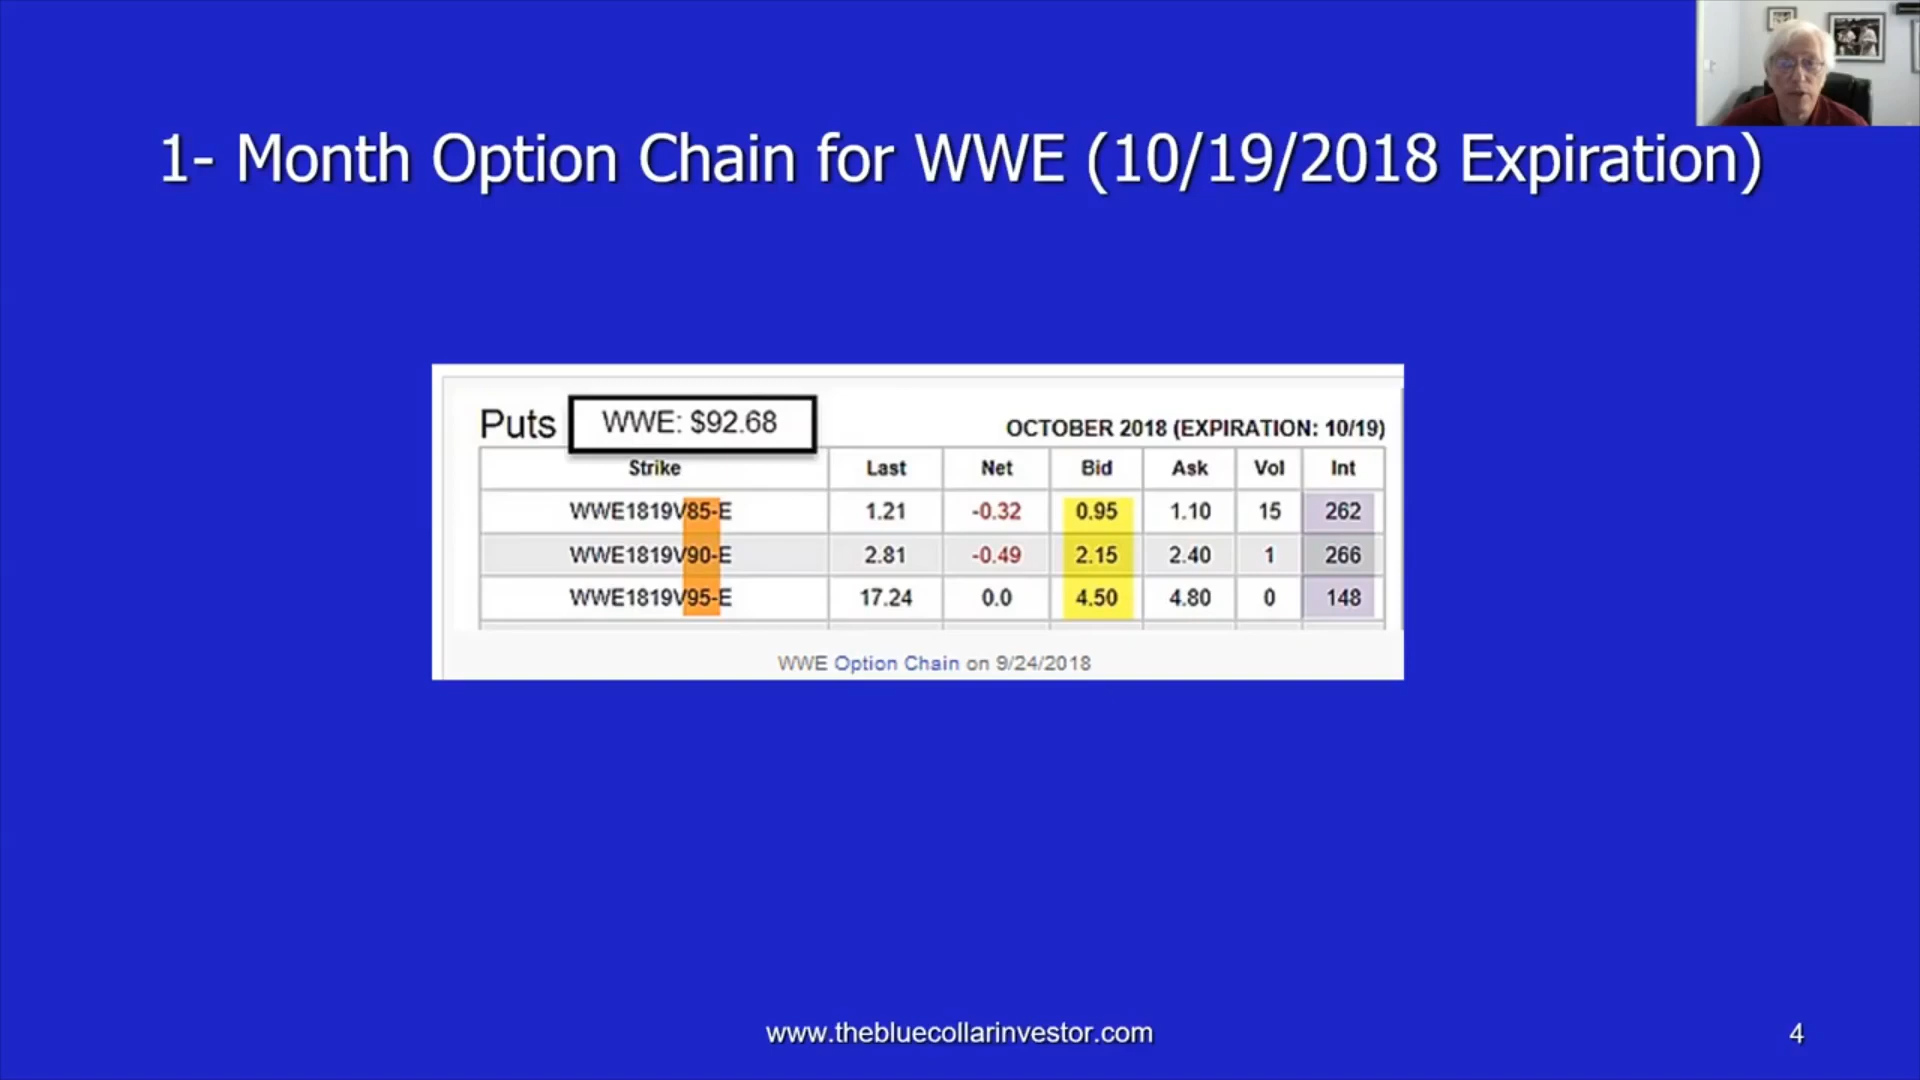 1- Month Option Chain for WWE (10/19/2018 Expiration)
Puts WWE: $92.68 OCTOBER 2018 (EXPIRATION: 10/19)
Strike Last Net Bid Ask Vol Int
WWE1819V85-E 1.21 -0.32 0.95 1.10 15 262
WWE1819V90-E 2.81 -0.49 2.15 2.40 1 266
WWE1819V95-E 17.24 0.0 4.50 4.80 0 148
WWE Option Chain on 9/24/2018
www.thebluecollarinvestor.com 4